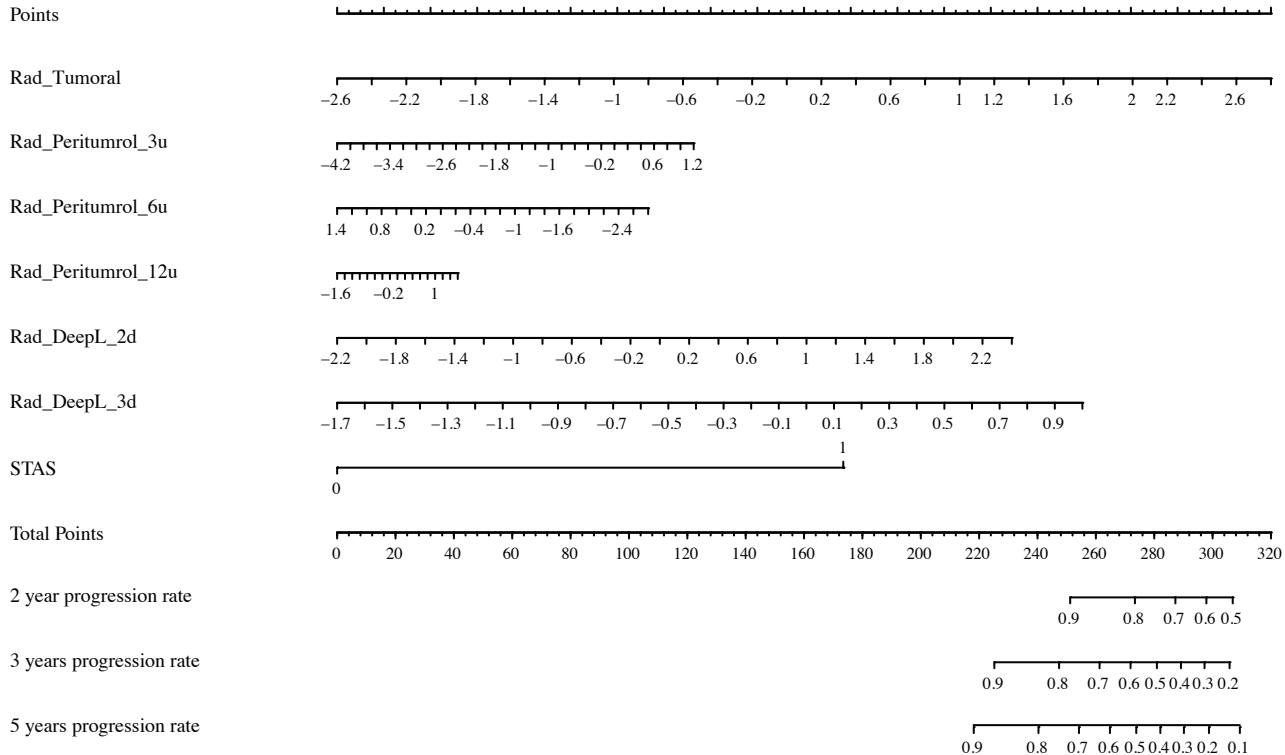 Points
Rad_Tumoral
−2.6 −2.2 −1.8 −1.4 −1 −0.6 −0.2 0.2 0.6 1 1.2 1.6 2 2.2 2.6
Rad_Peritumrol_3u
−4.2 −3.4 −2.6 −1.8 −1 −0.2 0.6 1.2
Rad_Peritumrol_6u
1.4 0.8 0.2 −0.4 −1 −1.6 −2.4
Rad_Peritumrol_12u
−1.6 −0.2 1
Rad_DeepL_2d
−2.2 −1.8 −1.4 −1 −0.6 −0.2 0.2 0.6 1 1.4 1.8 2.2
Rad_DeepL_3d
−1.7 −1.5 −1.3 −1.1 −0.9 −0.7 −0.5 −0.3 −0.1 0.1 0.3 0.5 0.7 0.9
1
STAS
0
Total Points
0 20 40 60 80 100 120 140 160 180 200 220 240 260 280 300 320
2 year progression rate
0.9 0.8 0.7 0.6 0.5
3 years progression rate
0.9 0.8 0.7 0.6 0.5 0.4 0.3 0.2
5 years progression rate
0.9 0.8 0.7 0.6 0.5 0.4 0.3 0.2 0.1